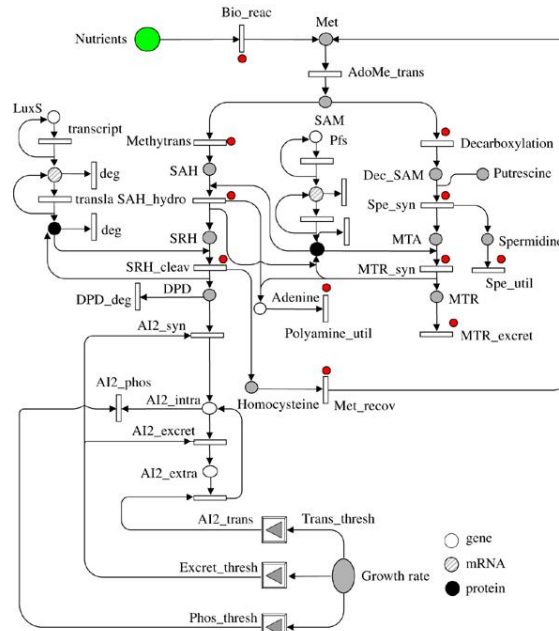 Bio_reac
Nutrients
Met
AdoMe_trans
LuxS
SAM
transcript
Methytrans
Pfs
Decarboxylation
deg
SAH
Dec_SAM
Putrescine
transla
SAH_hydro
Spe_syn
deg
SRH
MTA
Spermidine
SRH_cleav
MTR_syn
DPD
Spe_util
DPD_deg
Adenine
MTR
AI2_syn
Polyamine_util
MTR_excret
AI2_phos
AI2_intra
Homocysteine
Met_recov
AI2_excret
AI2_extra
AI2_trans
Trans_thresh
gene
mRNA
Excret_thresh
Growth rate
protein
Phos_thresh